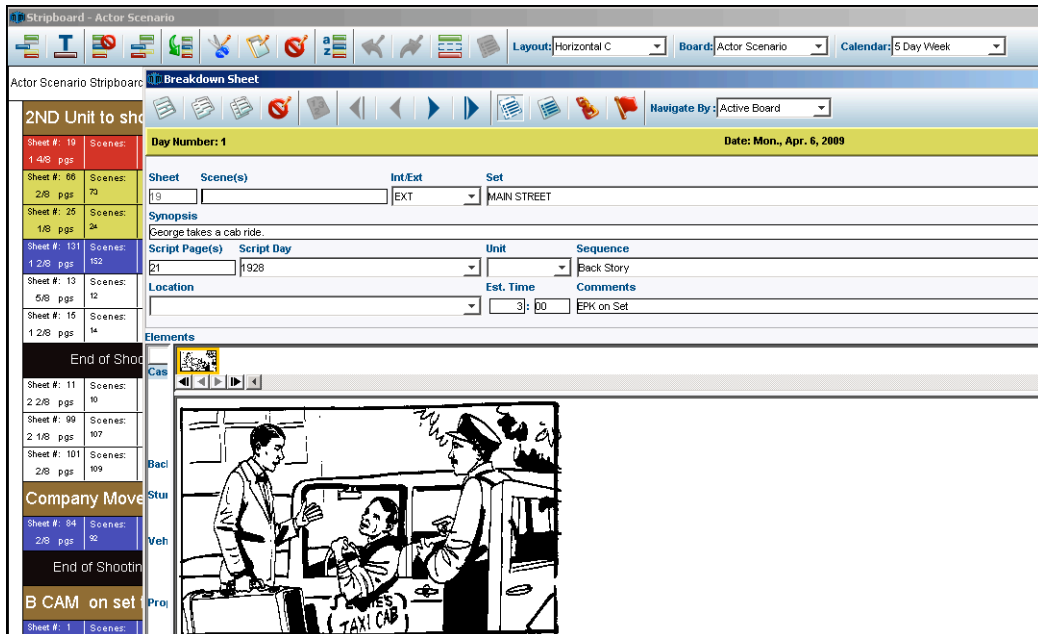 Stripboard - Actor Scenario
Layout: Horizontal C Board: Actor Scenario Calendar: 5 Day Week
Actor Scenario Stripboard
Breakdown Sheet
Navigate By: Active Board
Day Number: 1 Date: Mon., Apr. 6, 2009
Sheet Scene(s) Int/Ext Set
19 EXT MAIN STREET
Synopsis
George takes a cab ride.
Script Page(s) Script Day Unit Sequence
21 1928 Back Story
Location Est. Time Comments
3 : 00 EPK on Set
Elements
Cas
Bac
Stu
Veh
Pro
TAXI CAB
2ND Unit to sho
Sheet #: 19 Scenes:
1 4/8 pgs
Sheet #: 66 Scenes:
2/8 pgs 73
Sheet #: 25 Scenes:
1/8 pgs 24
Sheet #: 131 Scenes:
1 2/8 pgs 152
Sheet #: 13 Scenes:
5/8 pgs 12
Sheet #: 15 Scenes:
1 2/8 pgs 14
End of Shoo
Sheet #: 11 Scenes:
2 2/8 pgs 10
Sheet #: 99 Scenes:
2 1/8 pgs 107
Sheet #: 101 Scenes:
2/8 pgs 109
Company Move
Sheet #: 84 Scenes:
2/8 pgs 92
End of Shootin
B CAM on set
Sheet #: 1 Scenes: